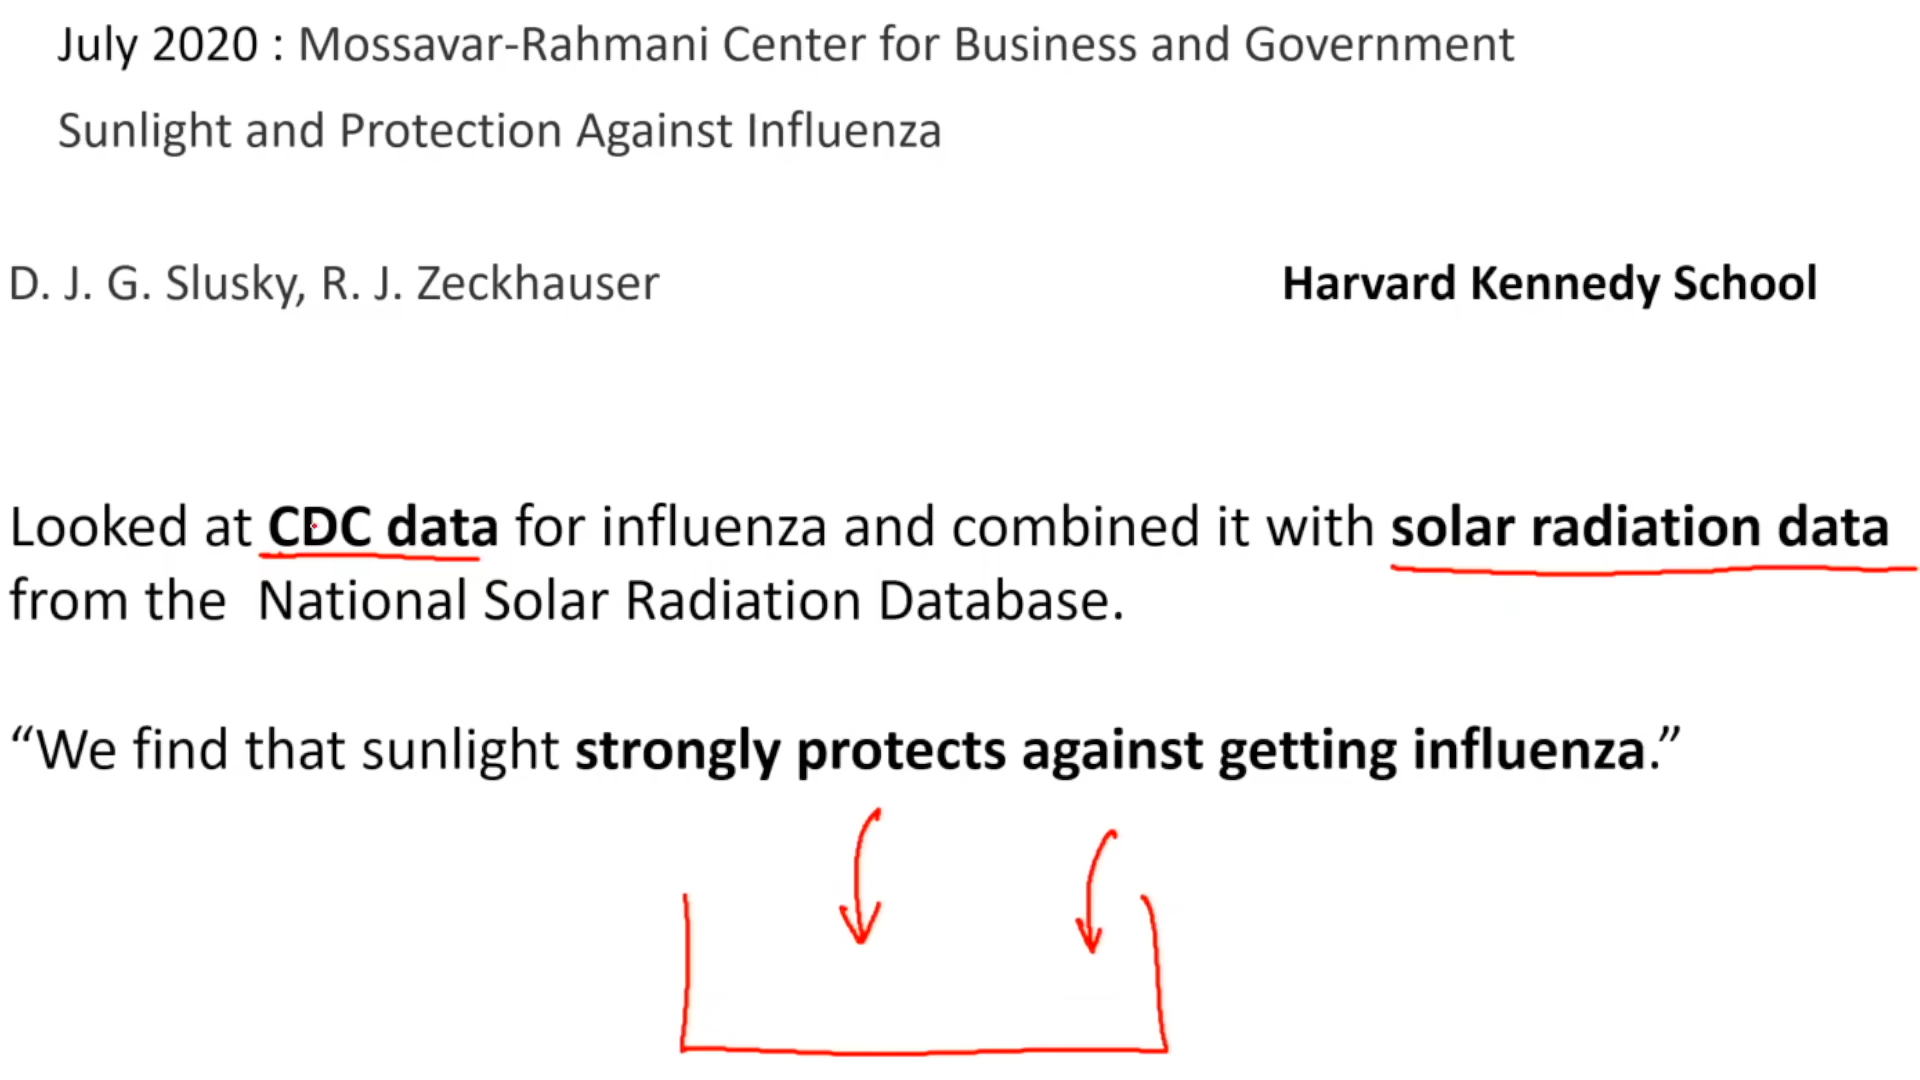 July 2020 : Mossavar-Rahmani Center for Business and Government
Sunlight and Protection Against Influenza
D. J. G. Slusky, R. J. Zeckhauser
Harvard Kennedy School
Looked at CDC data for influenza and combined it with solar radiation data
from the  National Solar Radiation Database.
“We find that sunlight strongly protects against getting influenza.”